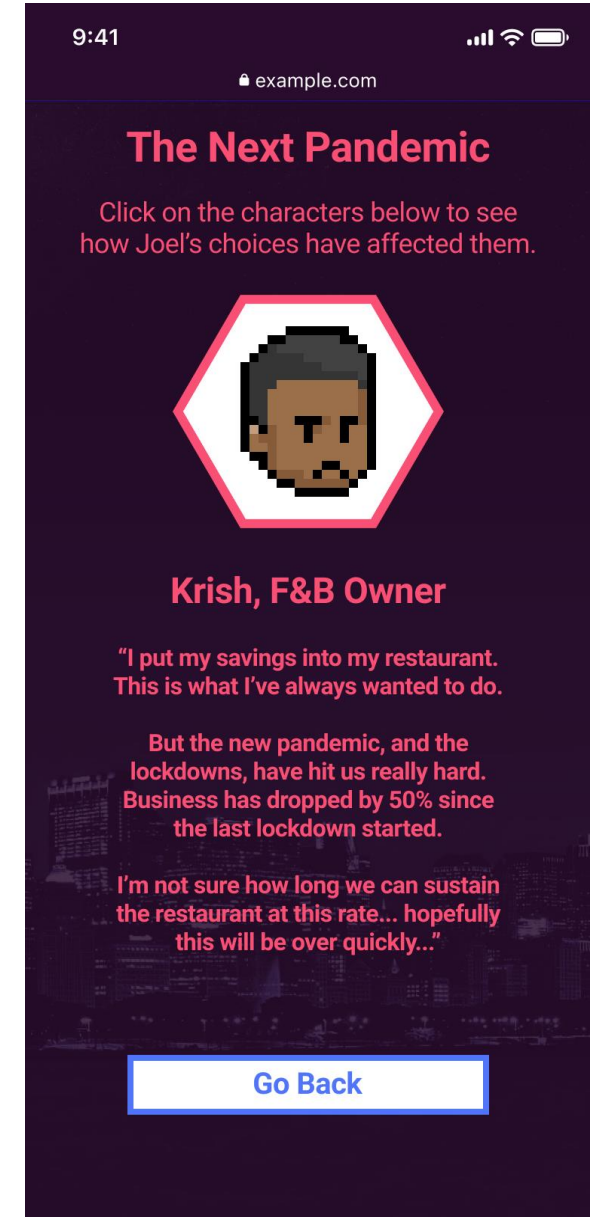 9:41
example.com
The Next Pandemic
Click on the characters below to see
how Joel’s choices have affected them.
Krish, F&B Owner
“I put my savings into my restaurant.
This is what I’ve always wanted to do.
But the new pandemic, and the
lockdowns, have hit us really hard.
Business has dropped by 50% since
the last lockdown started.
I’m not sure how long we can sustain
the restaurant at this rate... hopefully
this will be over quickly...”
Go Back